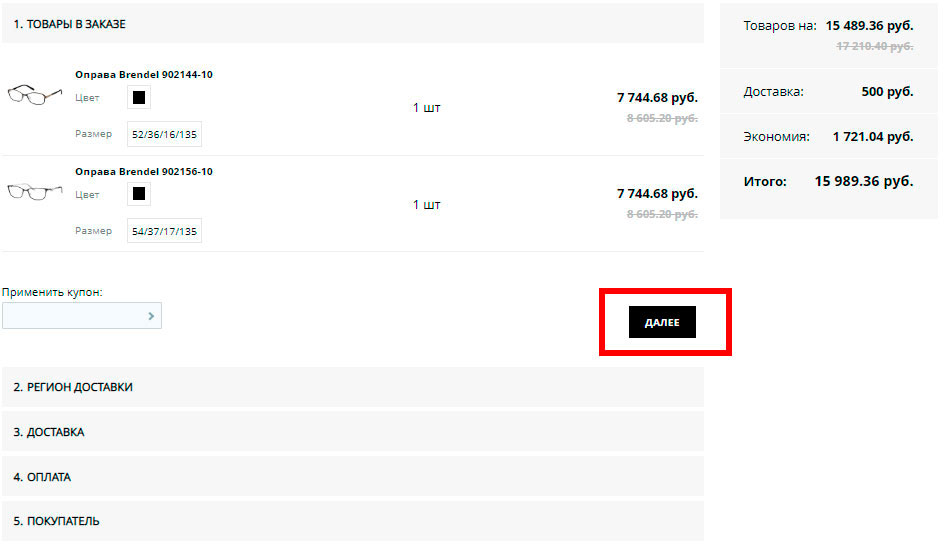 1. ТОВАРЫ В ЗАКАЗЕ
Оправа Brendel 902144-10
Цвет
Размер 52/36/16/135
1 шт
7 744.68 руб.
8 605.20 руб.
Оправа Brendel 902156-10
Цвет
Размер 54/37/17/135
1 шт
7 744.68 руб.
8 605.20 руб.
Применить купон:
ДАЛЕЕ
2. РЕГИОН ДОСТАВКИ
3. ДОСТАВКА
4. ОПЛАТА
5. ПОКУПАТЕЛЬ
Товаров на: 15 489.36 руб.
17 210.40 руб.
Доставка: 500 руб.
Экономия: 1 721.04 руб.
Итого: 15 989.36 руб.